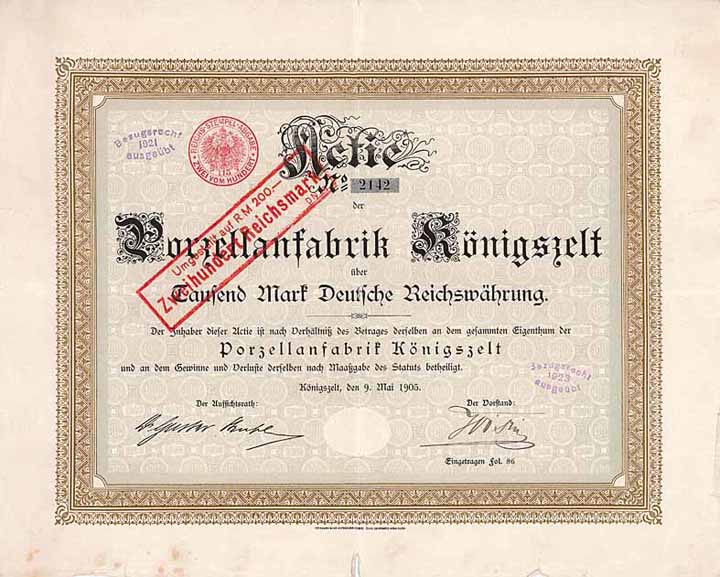 Bezugsrecht
1921
ausgeübt
REICHS-STEMPEL-ABGABE
ZWEI VOM HUNDERT
Actie
No 2142
der
Porzellanfabrik Königszelt
über
Tausend Mark Deutsche Reichswährung.
Umgestellt auf RM 200.—
Zweihundert Reichsmark
Der Inhaber dieser Actie ist nach Verhältniß des Betrages derselben an dem gesammten Eigenthum der
Porzellanfabrik Königszelt
und an dem Gewinne und Verluste derselben nach Maaßgabe des Statuts betheiligt.
Bezugsrecht
1923
ausgeübt
Königszelt, den 9. Mai 1905.
Der Aufsichtsrath:
Der Vorstand:
Dr Gustav
Eingetragen Fol. 86